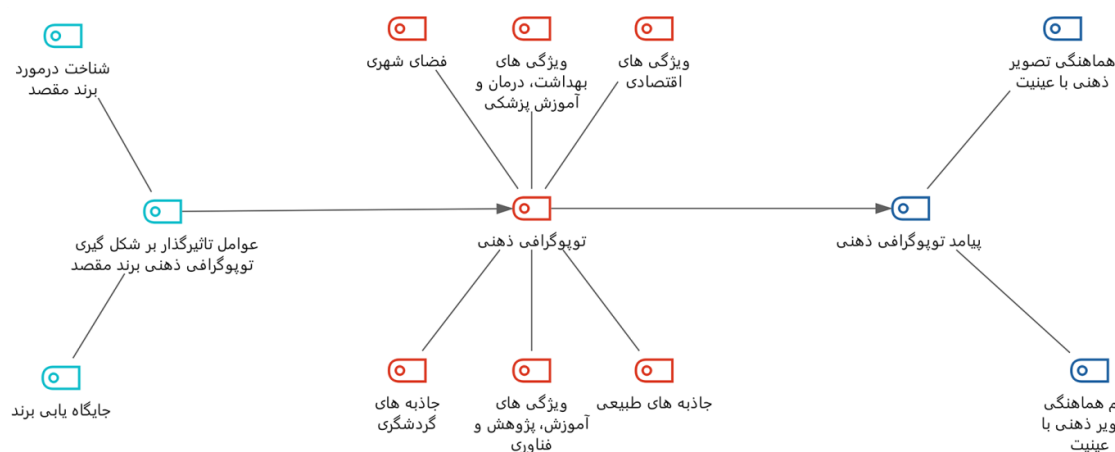 شناخت درمورد
برند مقصد
فضای شهری
ویژگی های
بهداشت، درمان و
آموزش پزشکی
ویژگی های
اقتصادی
هماهنگی تصویر
ذهنی با عینیت
عوامل تاثیرگذار بر شکل گیری
توپوگرافی ذهنی برند مقصد
توپوگرافی ذهنی
پیامد توپوگرافی ذهنی
جایگاه یابی برند
جاذبه های
گردشگری
ویژگی های
آموزش، پژوهش و
فناوری
جاذبه های طبیعی
هماهنگی
ذهنی با
عینیت